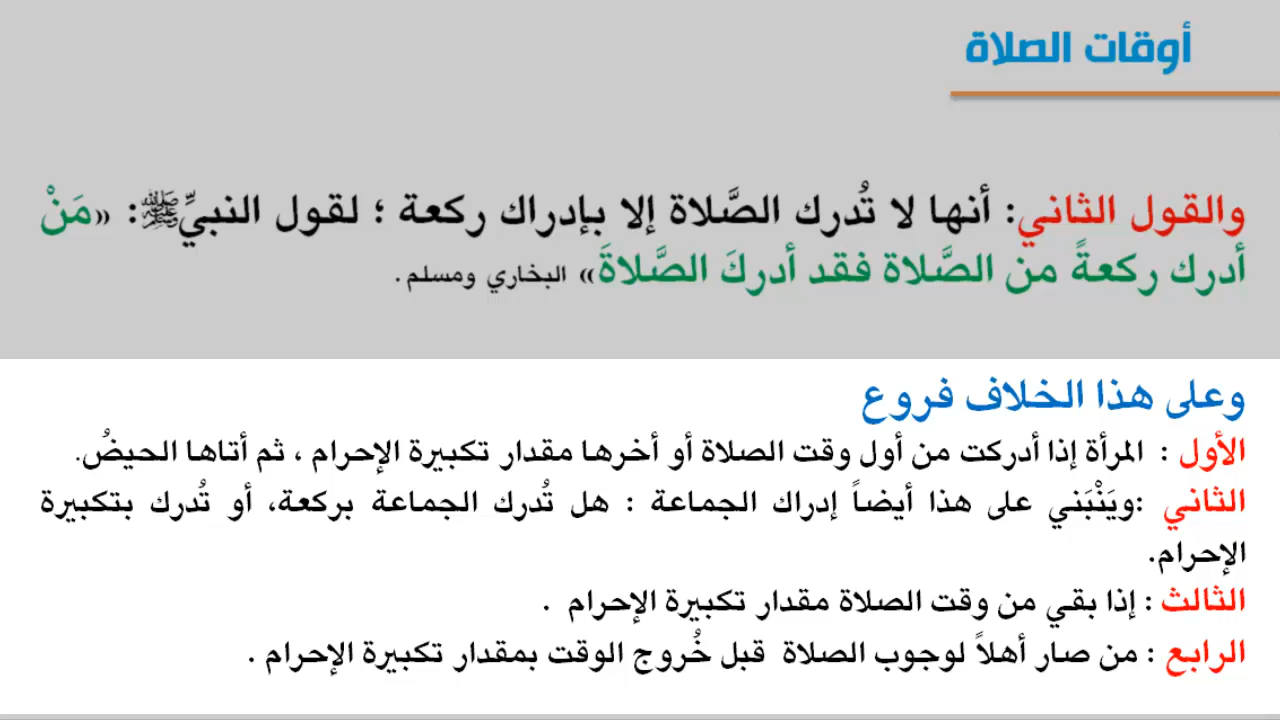 أوقات الصلاة
والقول الثاني: أنها لا تُدرك الصَّلاة إلا بإدراك ركعة ؛ لقول النبيِّ ﷺ: «مَنْ
أدرك ركعةً من الصَّلاة فقد أدركَ الصَّلاةَ» البخاري ومسلم .
وعلى هذا الخلاف فروع
الأول : المرأة إذا أدركت من أول وقت الصلاة أو أخرها مقدار تكبيرة الإحرام ، ثم أتاها الحيضُ.
الثاني :ويَنْبَني على هذا أيضاً إدراك الجماعة : هل تُدرك الجماعة بركعة، أو تُدرك بتكبيرة
الإحرام.
الثالث : إذا بقي من وقت الصلاة مقدار تكبيرة الإحرام .
الرابع : من صار أهلاً لوجوب الصلاة قبل خُروج الوقت بمقدار تكبيرة الإحرام .